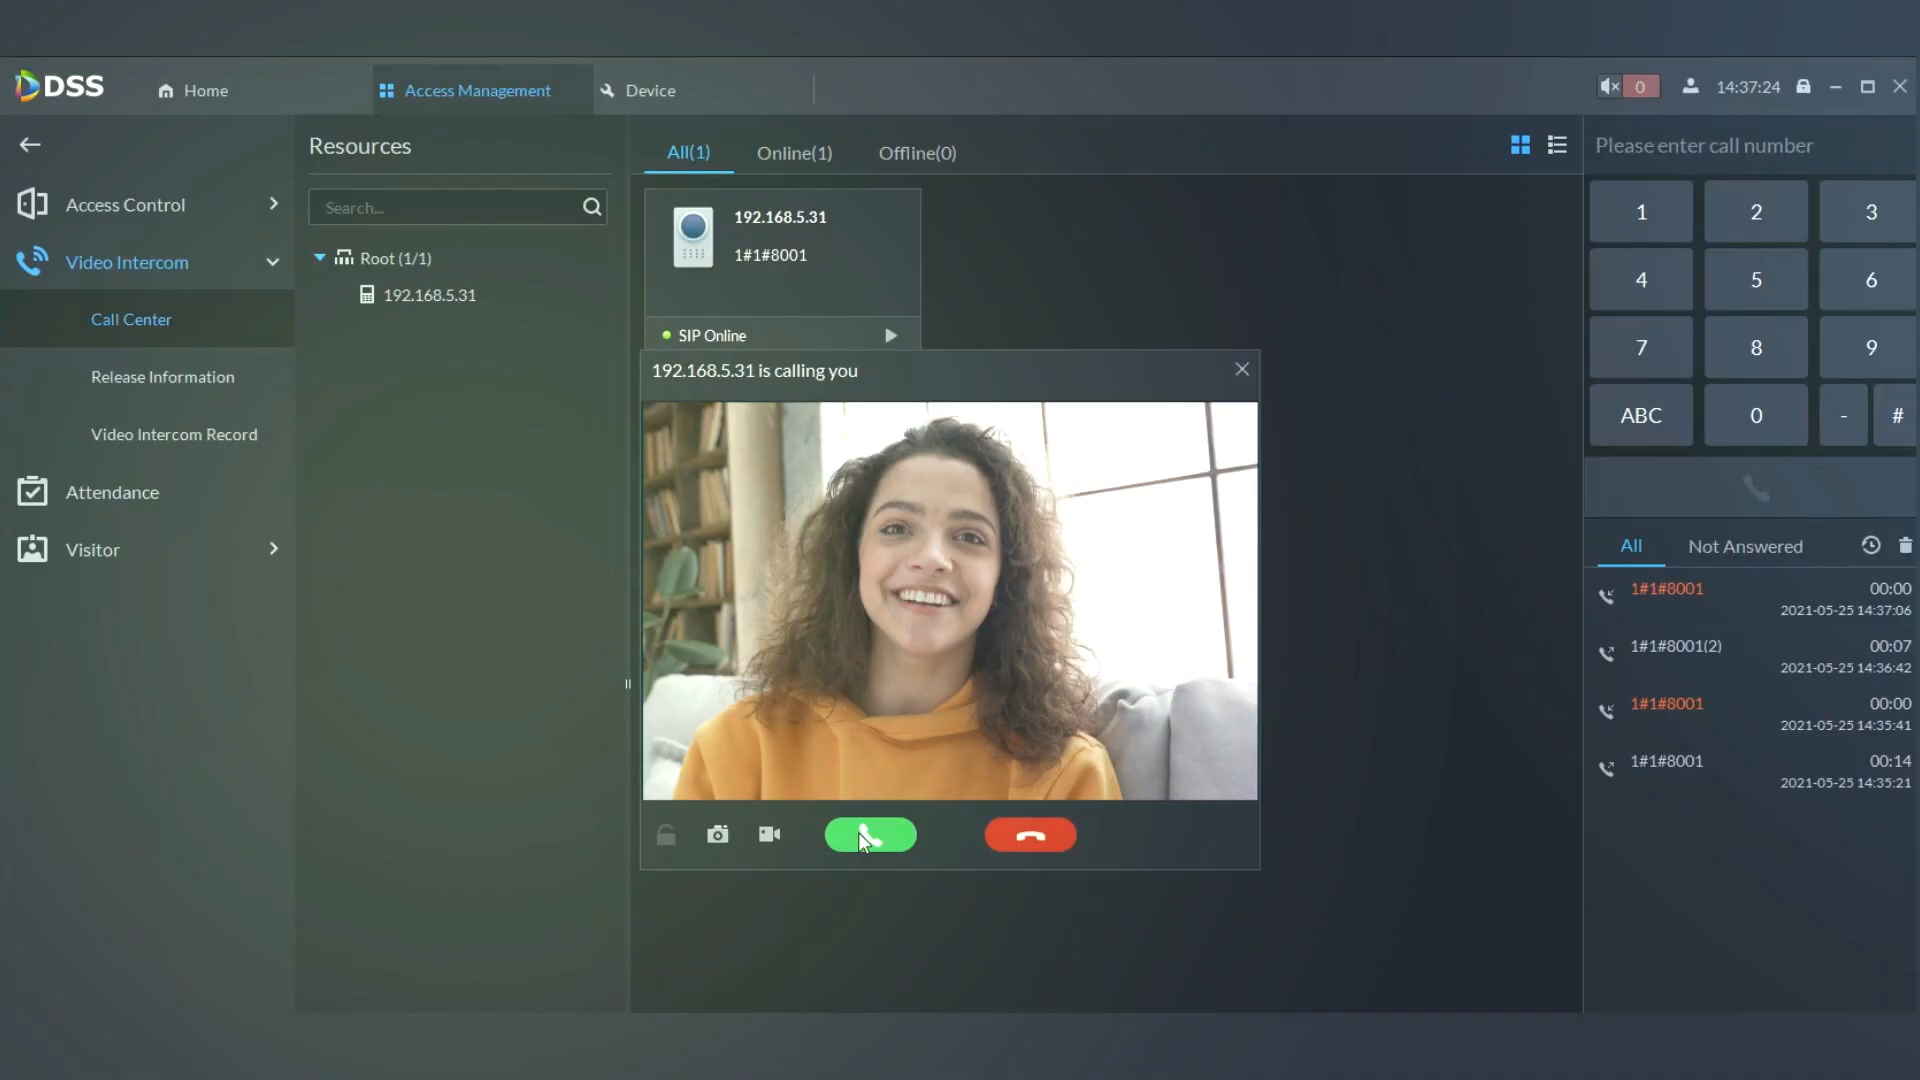 DSS
Home
Access Management
Device
0
14:37:24
Access Control
Video Intercom
Call Center
Release Information
Video Intercom Record
Attendance
Visitor
Resources
Search...
Root (1/1)
192.168.5.31
All(1)
Online(1)
Offline(0)
192.168.5.31
1#1#8001
SIP Online
192.168.5.31 is calling you
Please enter call number
1 2 3
4 5 6
7 8 9
ABC 0 - #
All
Not Answered
1#1#8001 00:00
2021-05-25 14:37:06
1#1#8001(2) 00:07
2021-05-25 14:36:42
1#1#8001 00:00
2021-05-25 14:35:41
1#1#8001 00:14
2021-05-25 14:35:21